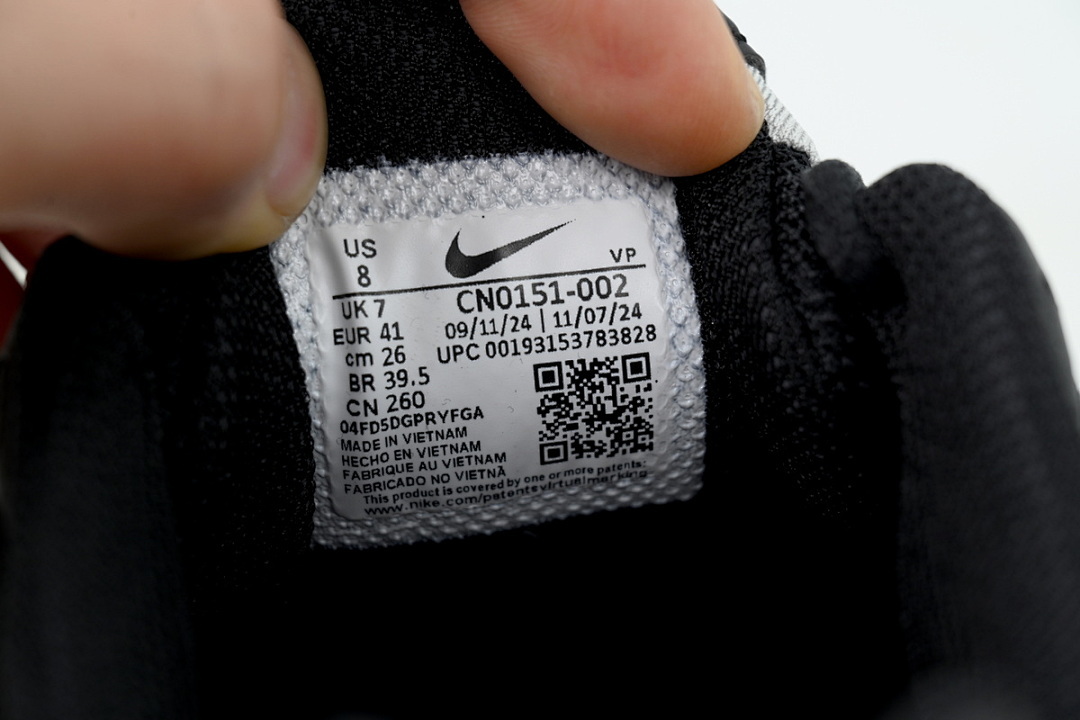 US
8
VP
UK 7
EUR 41
cm 26
BR 39.5
CN 260
CN0151-002
09/11/24 | 11/07/24
UPC 00193153783828
04FD5DGPRYFGA
MADE IN VIETNAM
HECHO EN VIETNAM
FABRIQUE AU VIETNAM
FABRICADO NO VIETNÃ
This product is covered by one or more patents:
www.nike.com/patentsvirtualmarking